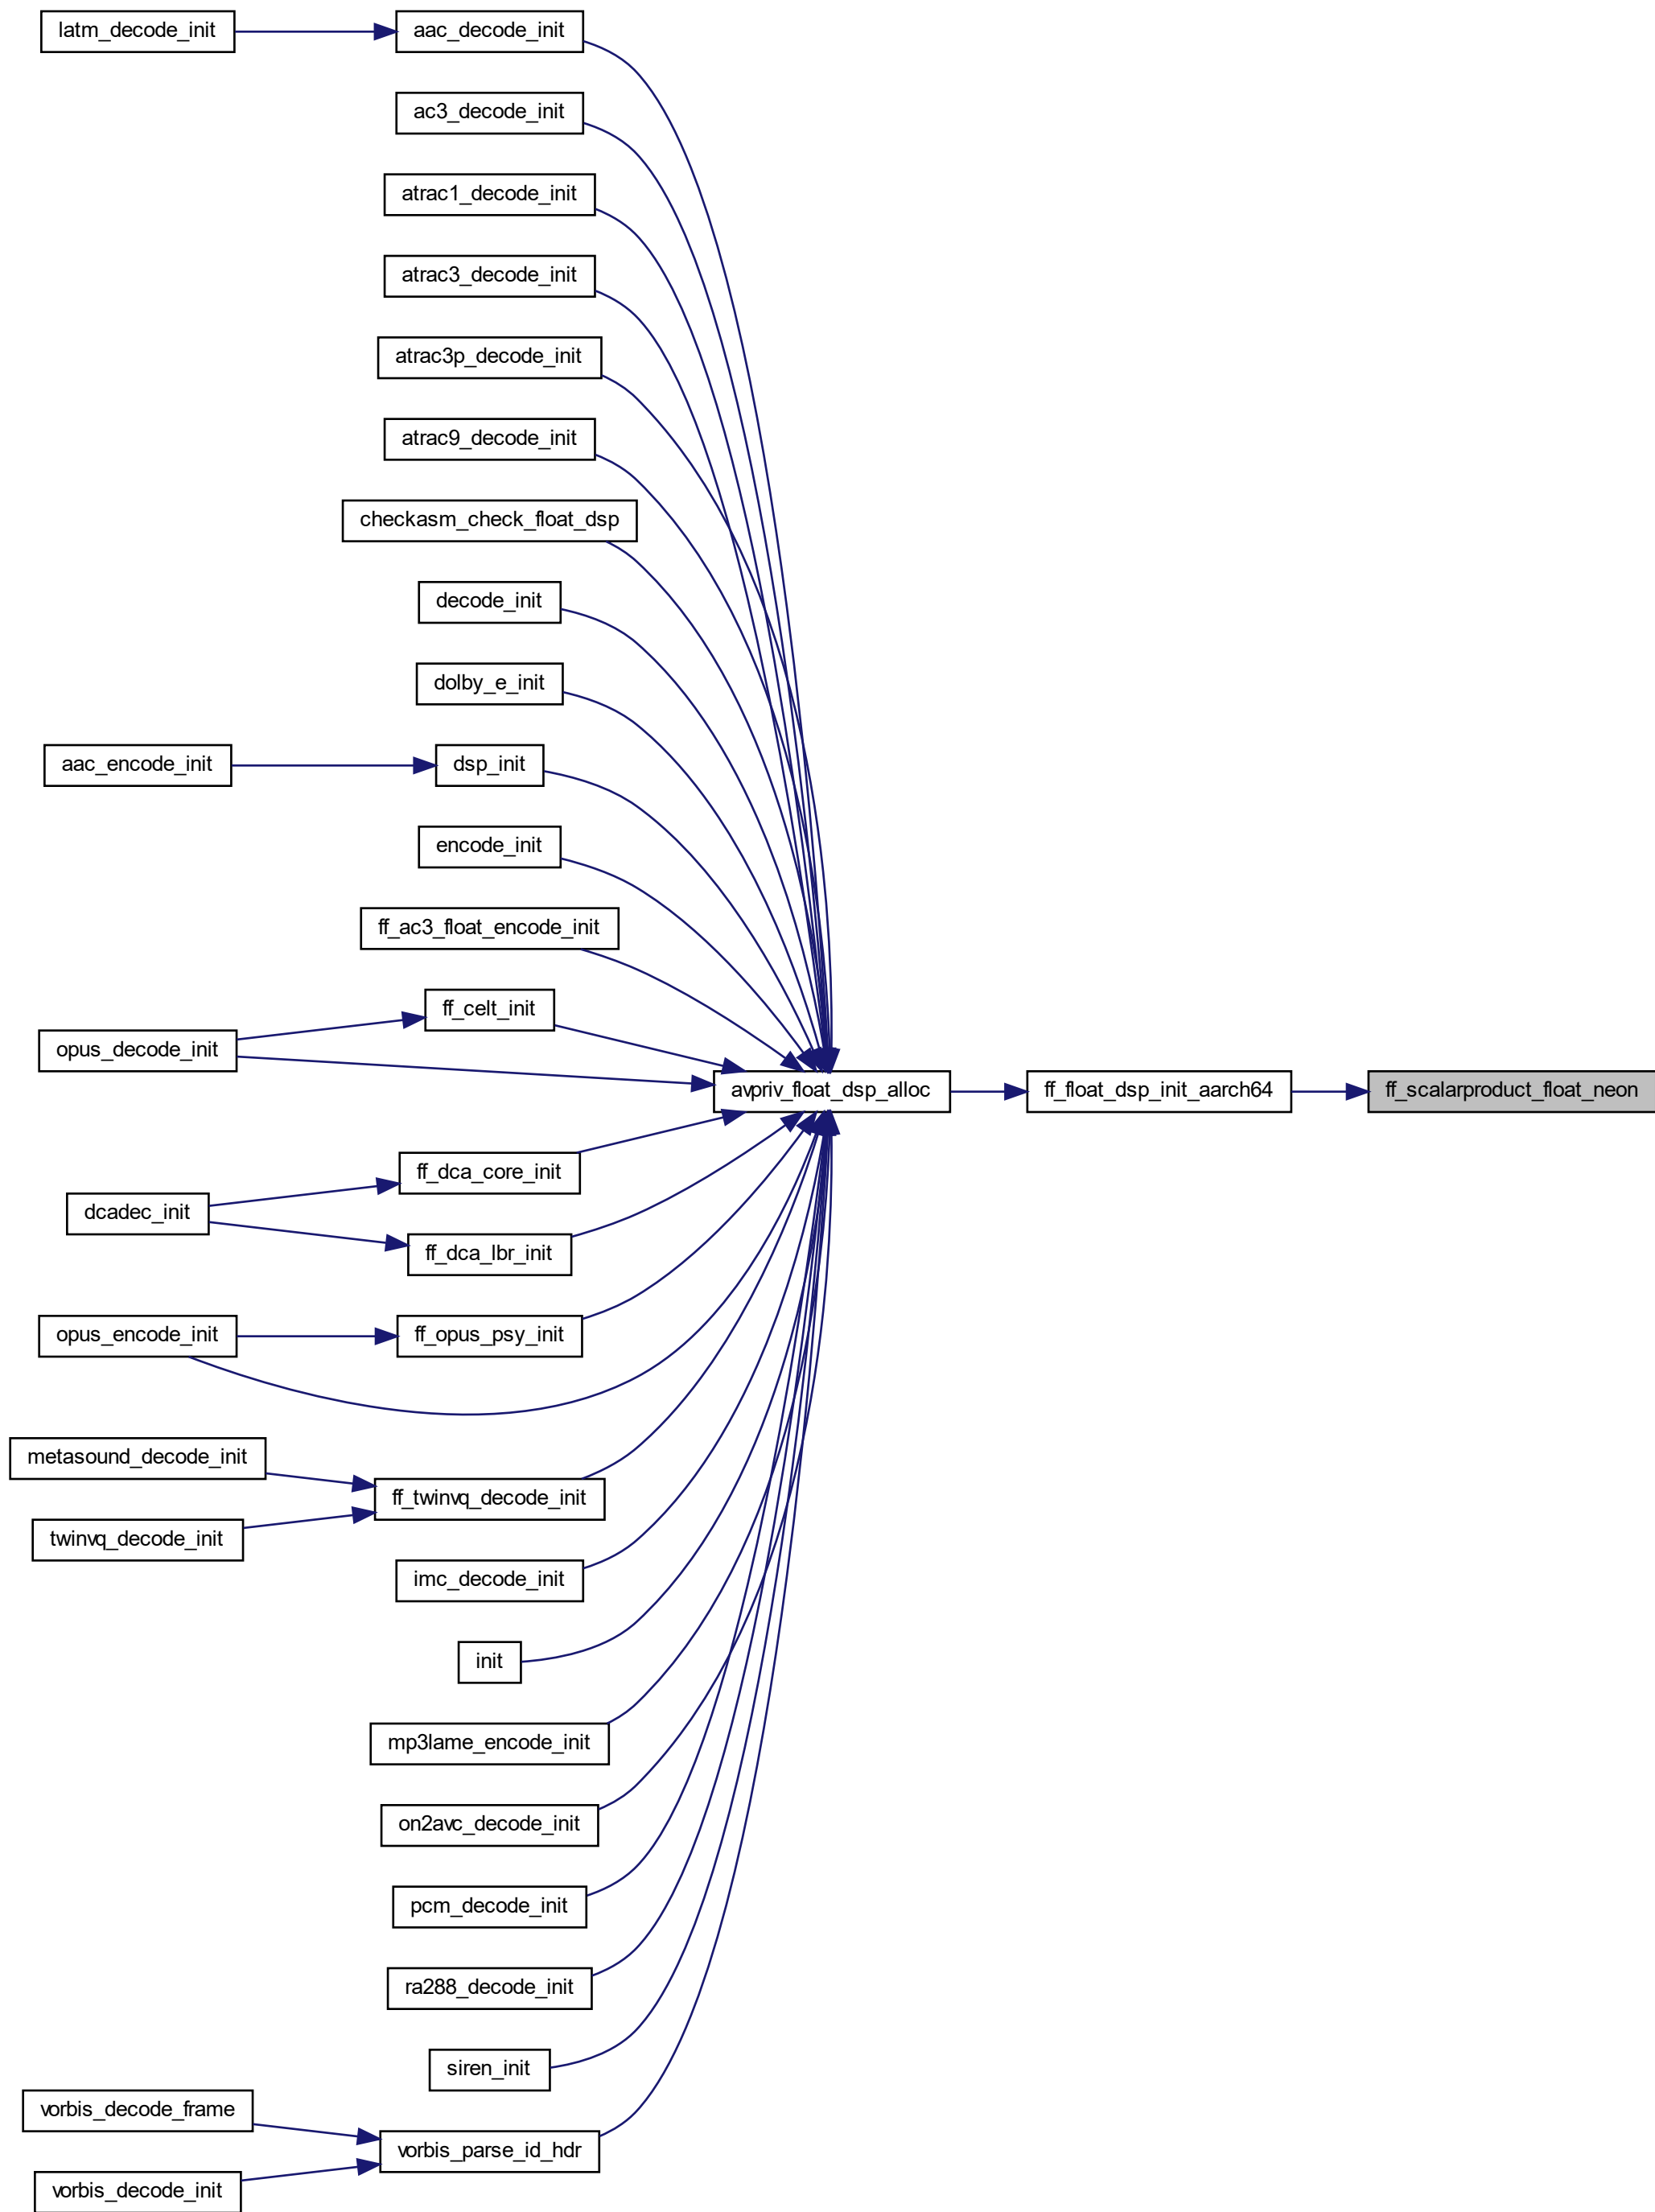 latm_decode_init
aac_decode_init
ac3_decode_init
atrac1_decode_init
atrac3_decode_init
atrac3p_decode_init
atrac9_decode_init
checkasm_check_float_dsp
decode_init
dolby_e_init
aac_encode_init
dsp_init
encode_init
ff_ac3_float_encode_init
ff_celt_init
opus_decode_init
avpriv_float_dsp_alloc
ff_float_dsp_init_aarch64
ff_scalarproduct_float_neon
ff_dca_core_init
dcadec_init
ff_dca_lbr_init
opus_encode_init
ff_opus_psy_init
metasound_decode_init
ff_twinvq_decode_init
twinvq_decode_init
imc_decode_init
init
mp3lame_encode_init
on2avc_decode_init
pcm_decode_init
ra288_decode_init
siren_init
vorbis_decode_frame
vorbis_parse_id_hdr
vorbis_decode_init